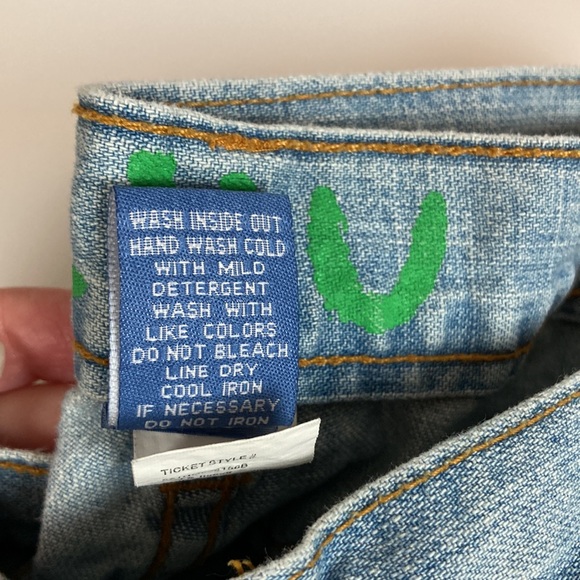 U
WASH INSIDE OUT
HAND WASH COLD
WITH MILD
DETERGENT
WASH WITH
LIKE COLORS
DO NOT BLEACH
LINE DRY
COOL IRON
IF NECESSARY
DO NOT IRON
TICKET STYLE #